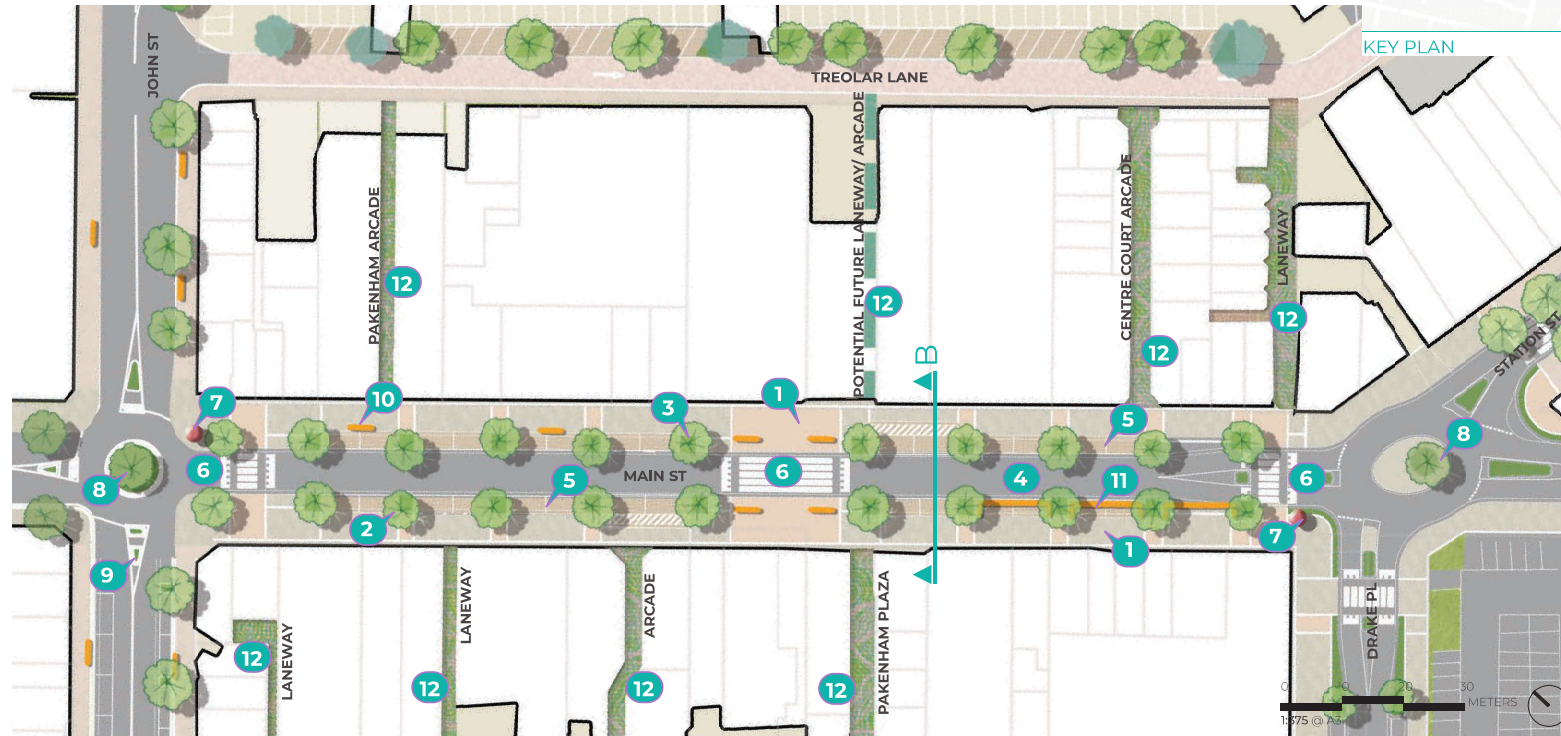 KEY PLAN
JOHN ST
TREOLAR LANE
PAKENHAM ARCADE
12
POTENTIAL FUTURE LANEWAY/ ARCADE
12
CENTRE COURT ARCADE
12
LANEWAY
12
STATION ST
B
7
10
3
1
5
8
6
MAIN ST
6
4
6
8
5
11
2
7
1
9
LANEWAY
12
LANEWAY
12
ARCADE
12
PAKENHAM PLAZA
12
DRAKE PL
0
20
30
METERS
1:375 @ A3